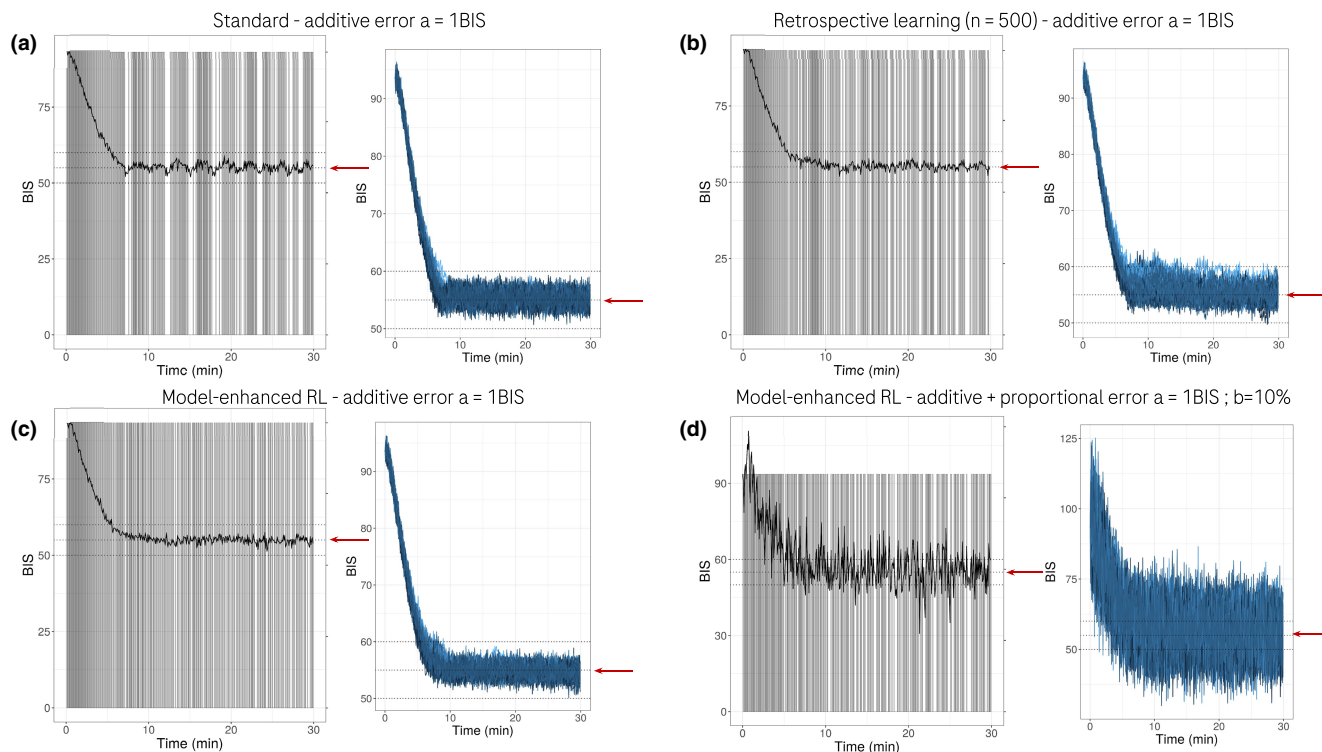 Standard - additive error a = 1BIS
Retrospective learning (n = 500) - additive error a = 1BIS
(a)
75
50
25
0
BIS
0 10 20 30
Time (min)
90
80
70
60
50
BIS
0 10 20 30
Time (min)
(b)
75
50
25
0
BIS
0 10 20 30
Time (min)
90
80
70
60
50
BIS
0 10 20 30
Time (min)
Model-enhanced RL - additive error a = 1BIS
Model-enhanced RL - additive + proportional error a = 1BIS ; b=10%
(c)
75
50
25
0
BIS
0 10 20 30
Time (min)
90
80
70
60
50
BIS
0 10 20 30
Time (min)
(d)
90
60
30
0
BIS
0 10 20 30
Time (min)
125
100
75
50
BIS
0 10 20 30
Time (min)